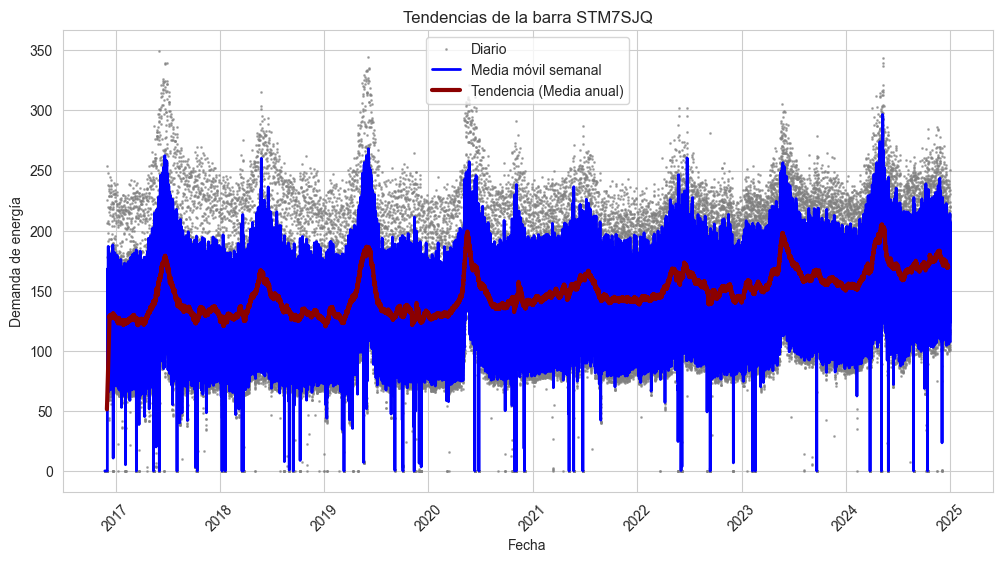 Tendencias de la barra STM7SJQ
Diario
Media móvil semanal
Tendencia (Media anual)
Demanda de energía
350
300
250
200
150
100
50
0
2017
2018
2019
2020
2021
2022
2023
2024
2025
Fecha